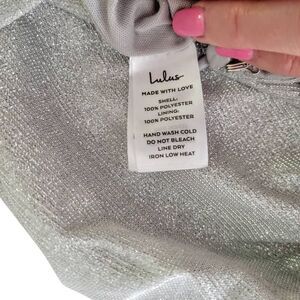 Lulus
MADE WITH LOVE
SHELL:
100% POLYESTER
LINING:
100% POLYESTER
HAND WASH COLD
DO NOT BLEACH
LINE DRY
IRON LOW HEAT